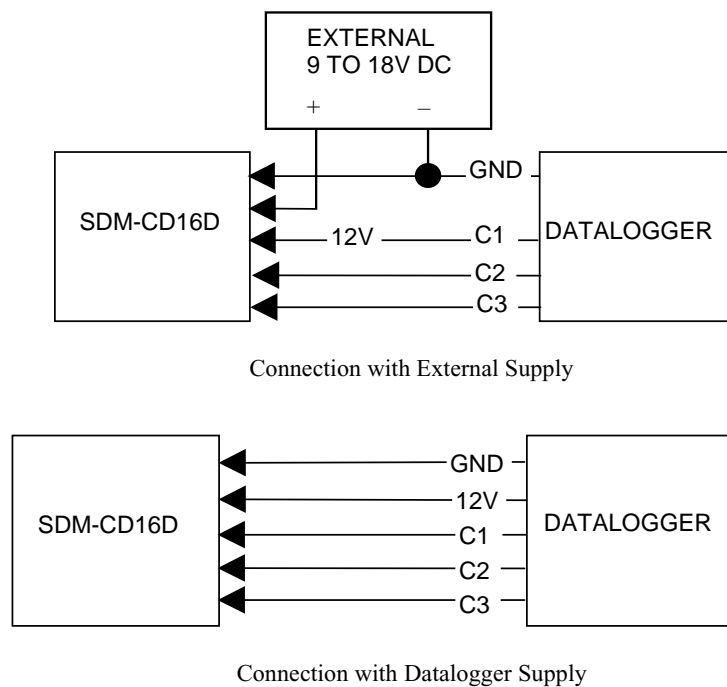 EXTERNAL
9 TO 18V DC
+ –
GND
SDM-CD16D
12V C1 DATALOGGER
C2
C3
Connection with External Supply
GND
12V
SDM-CD16D C1 DATALOGGER
C2
C3
Connection with Datalogger Supply